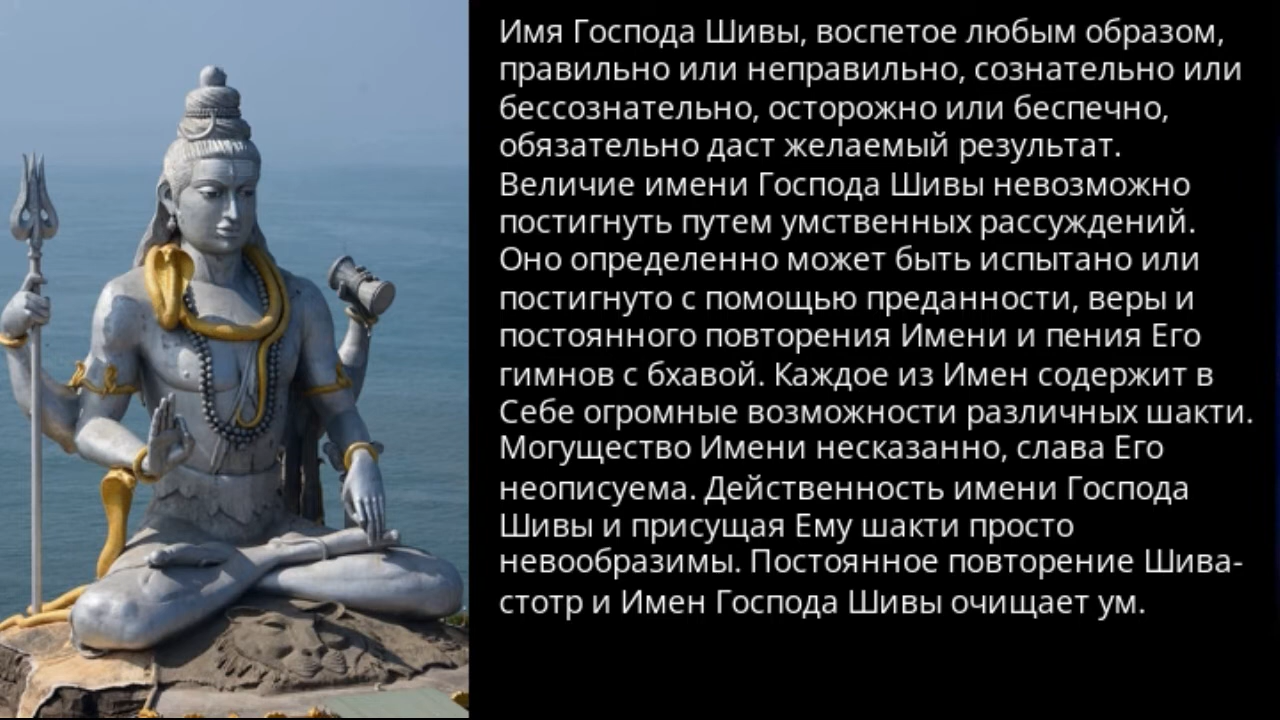 Имя Господа Шивы, воспетое любым образом,
правильно или неправильно, сознательно или
бессознательно, осторожно или беспечно,
обязательно даст желаемый результат.
Величие имени Господа Шивы невозможно
постигнуть путем умственных рассуждений.
Оно определенно может быть испытано или
постигнуто с помощью преданности, веры и
постоянного повторения Имени и пения Его
гимнов с бхавой. Каждое из Имен содержит в
Себе огромные возможности различных шакти.
Могущество Имени несказанно, слава Его
неописуема. Действенность имени Господа
Шивы и присущая Ему шакти просто
невообразимы. Постоянное повторение Шива-
стотр и Имен Господа Шивы очищает ум.